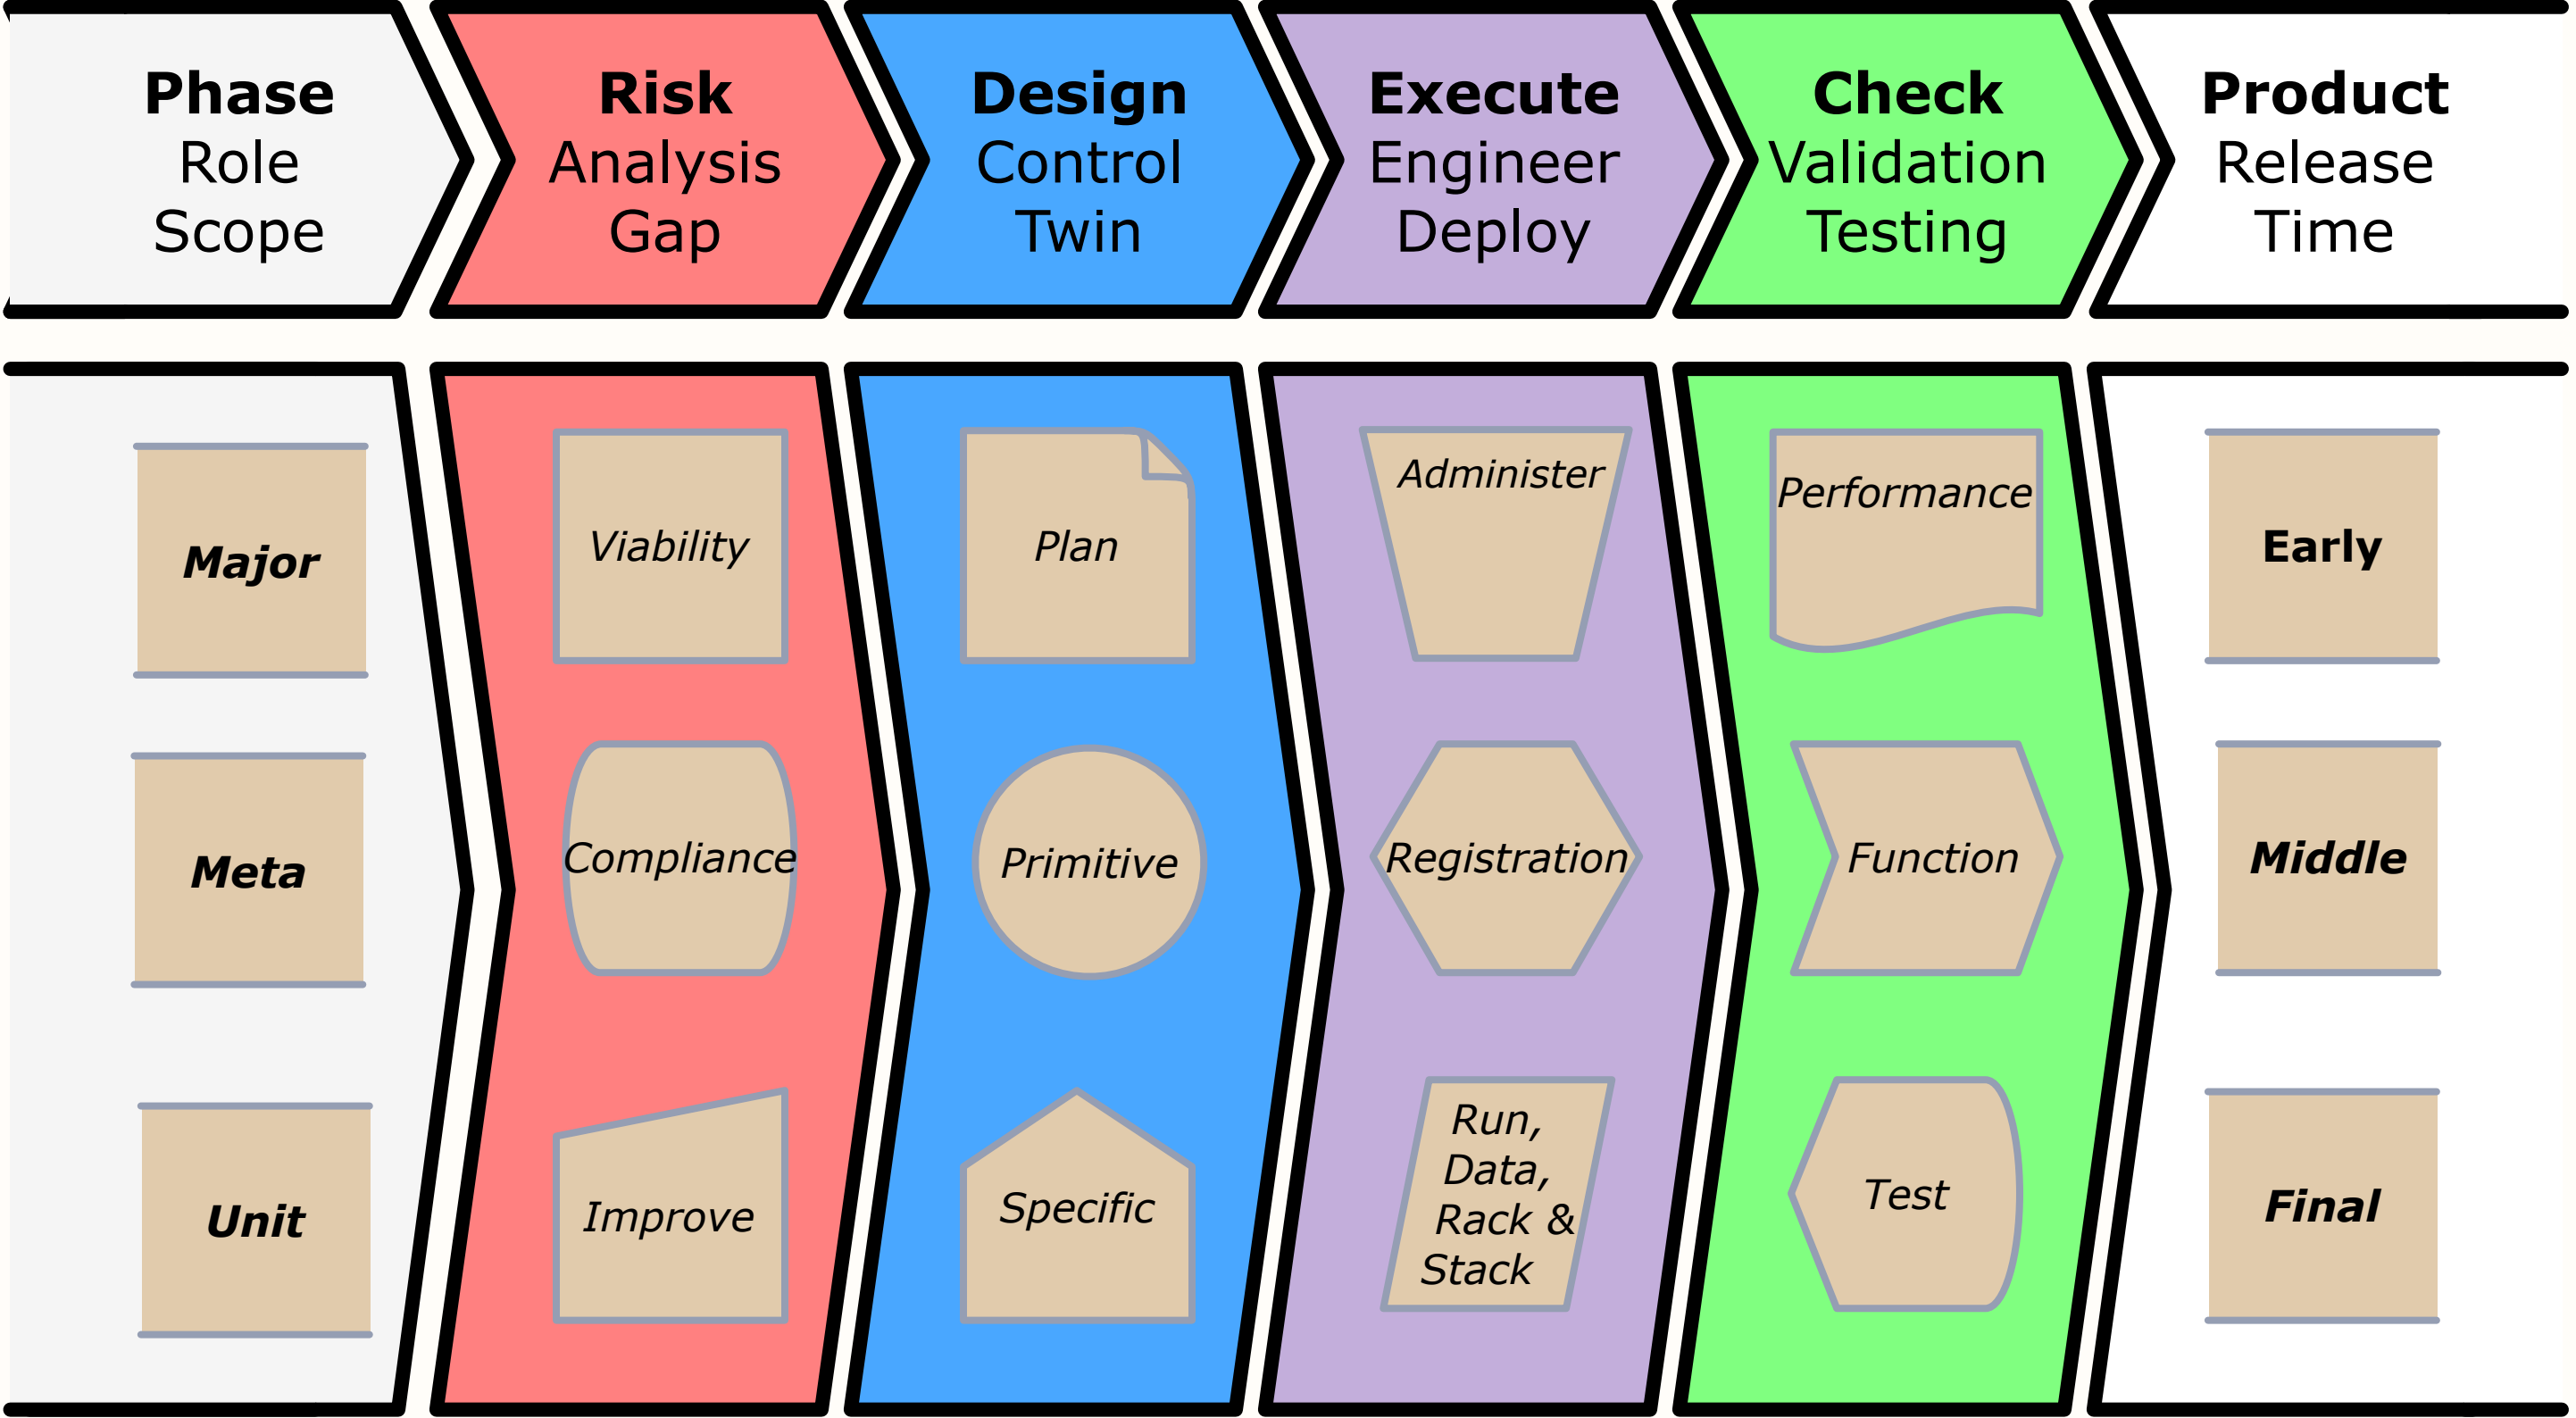 Phase
Role
Scope
Risk
Analysis
Gap
Design
Control
Twin
Execute
Engineer
Deploy
Check
Validation
Testing
Product
Release
Time
Major
Viability
Plan
Administer
Performance
Early
Meta
Compliance
Primitive
Registration
Function
Middle
Unit
Improve
Specific
Run,
Data,
Rack &
Stack
Test
Final